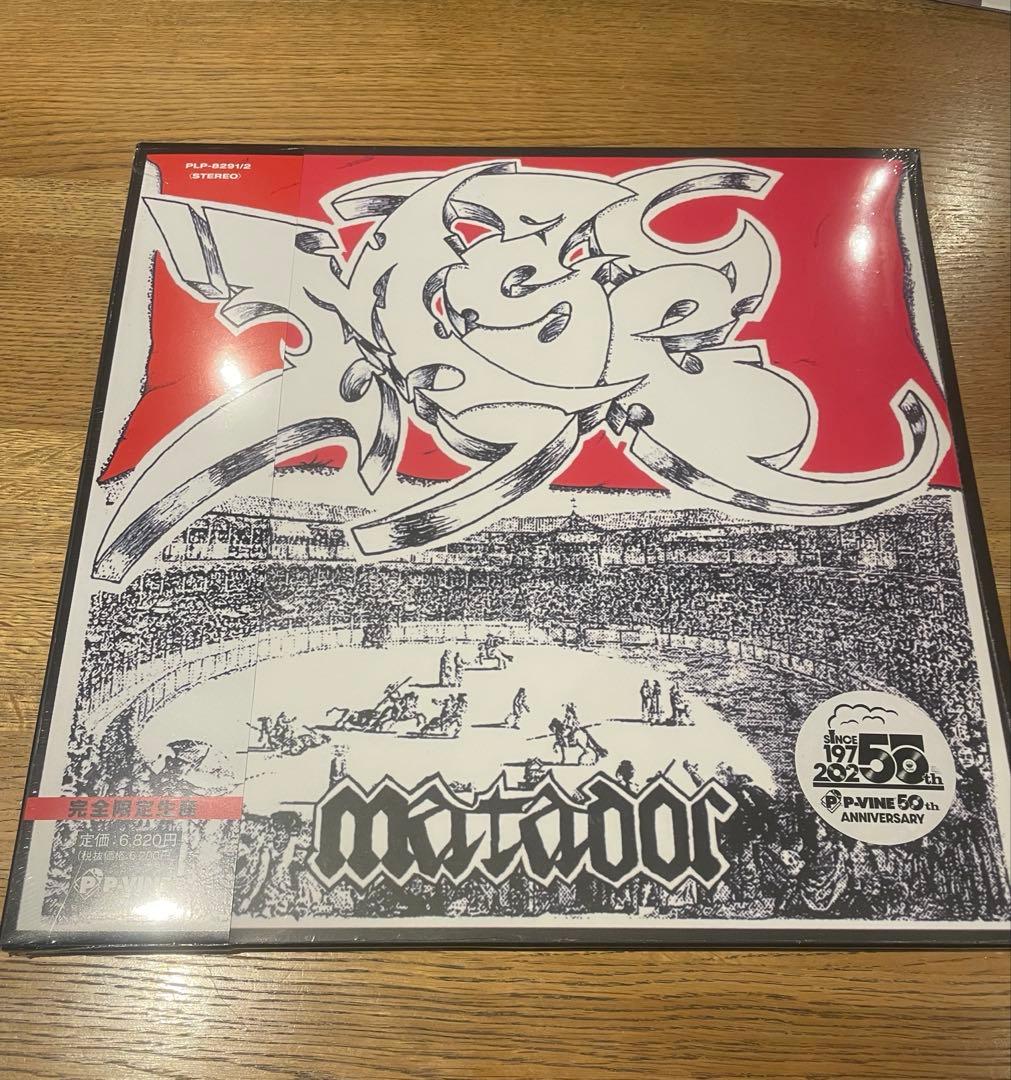 PLP-8291/2
(STEREO)
MSC
matador
完全限定生産
定価:6,820円
(税抜価格:6,200円
P-VINE
SINCE
197
202
50th
P-VINE 50th
ANNIVERSARY